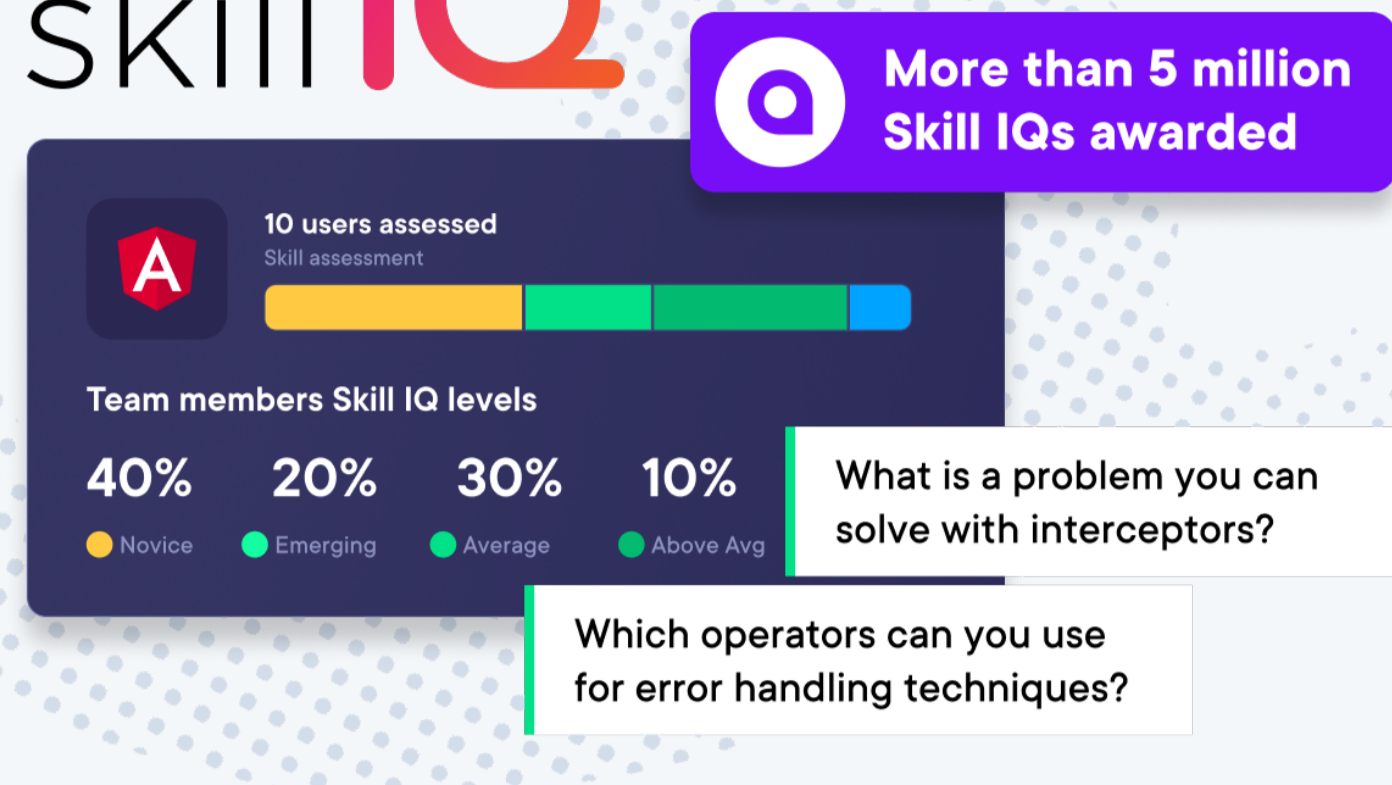 skill IQ
More than 5 million
Skill IQs awarded
A
10 users assessed
Skill assessment
Team members Skill IQ levels
40%
20%
30%
10%
Novice
Emerging
Average
Above Avg
What is a problem you can
solve with interceptors?
Which operators can you use
for error handling techniques?